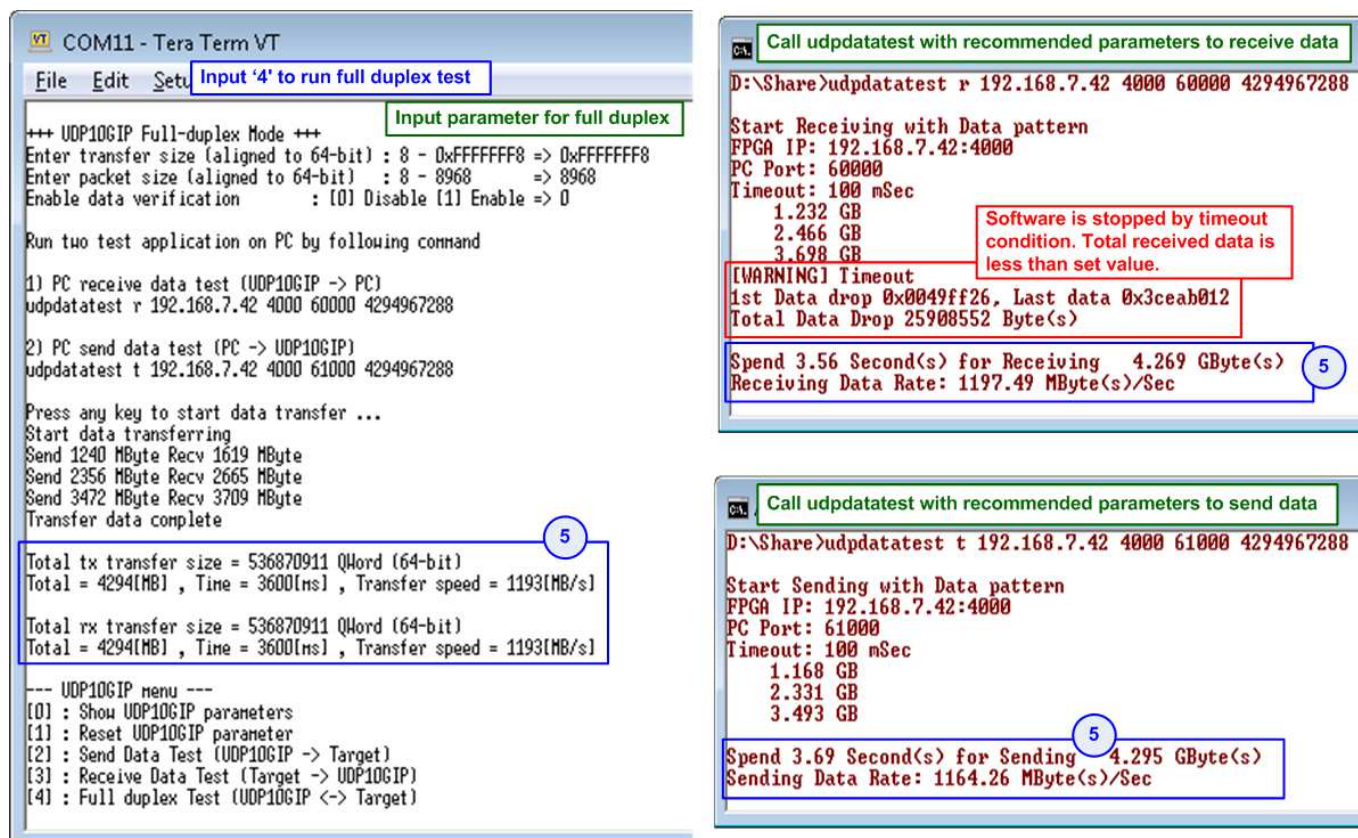 COM11 - Tera Term VT
File Edit Setu
Input ‘4' to run full duplex test
Input parameter for full duplex
+++ UDP10GIP Full-duplex Mode +++
Enter transfer size (aligned to 64-bit) : 8 - 0xFFFFFFF8 => 0xFFFFFFF8
Enter packet size (aligned to 64-bit) : 8 - 8968 => 8968
Enable data verification : [0] Disable [1] Enable => 0
Run two test application on PC by following command
1) PC receive data test (UDP10GIP -> PC)
udpdatatest r 192.168.7.42 4000 60000 4294967288
2) PC send data test (PC -> UDP10GIP)
udpdatatest t 192.168.7.42 4000 61000 4294967288
Press any key to start data transfer ...
Start data transferring
Send 1240 MByte Recv 1619 MByte
Send 2356 MByte Recv 2665 MByte
Send 3472 MByte Recv 3709 MByte
Transfer data complete
5
Total tx transfer size = 536870911 QWord (64-bit)
Total = 4294[MB] , Time = 3600[ms] , Transfer speed = 1193[MB/s]
Total rx transfer size = 536870911 QWord (64-bit)
Total = 4294[MB] , Time = 3600[ms] , Transfer speed = 1193[MB/s]
--- UDP10GIP menu ---
[0] : Show UDP10GIP parameters
[1] : Reset UDP10GIP parameter
[2] : Send Data Test (UDP10GIP -> Target)
[3] : Receive Data Test (Target -> UDP10GIP)
[4] : Full duplex Test (UDP10GIP <-> Target)
Call udpdatatest with recommended parameters to receive data
D:\Share>udpdatatest r 192.168.7.42 4000 60000 4294967288
Start Receiving with Data pattern
FPGA IP: 192.168.7.42:4000
PC Port: 60000
Timeout: 100 mSec
1.232 GB
2.466 GB
3.698 GB
Software is stopped by timeout
condition. Total received data is
less than set value.
[WARNING] Timeout
1st Data drop 0x0049ff26, Last data 0x3ceab012
Total Data Drop 25908552 Byte(s)
Spend 3.56 Second(s) for Receiving 4.269 GByte(s)
Receiving Data Rate: 1197.49 MByte(s)/Sec
5
Call udpdatatest with recommended parameters to send data
D:\Share>udpdatatest t 192.168.7.42 4000 61000 4294967288
Start Sending with Data pattern
FPGA IP: 192.168.7.42:4000
PC Port: 61000
Timeout: 100 mSec
1.168 GB
2.331 GB
3.493 GB
5
Spend 3.69 Second(s) for Sending 4.295 GByte(s)
Sending Data Rate: 1164.26 MByte(s)/Sec